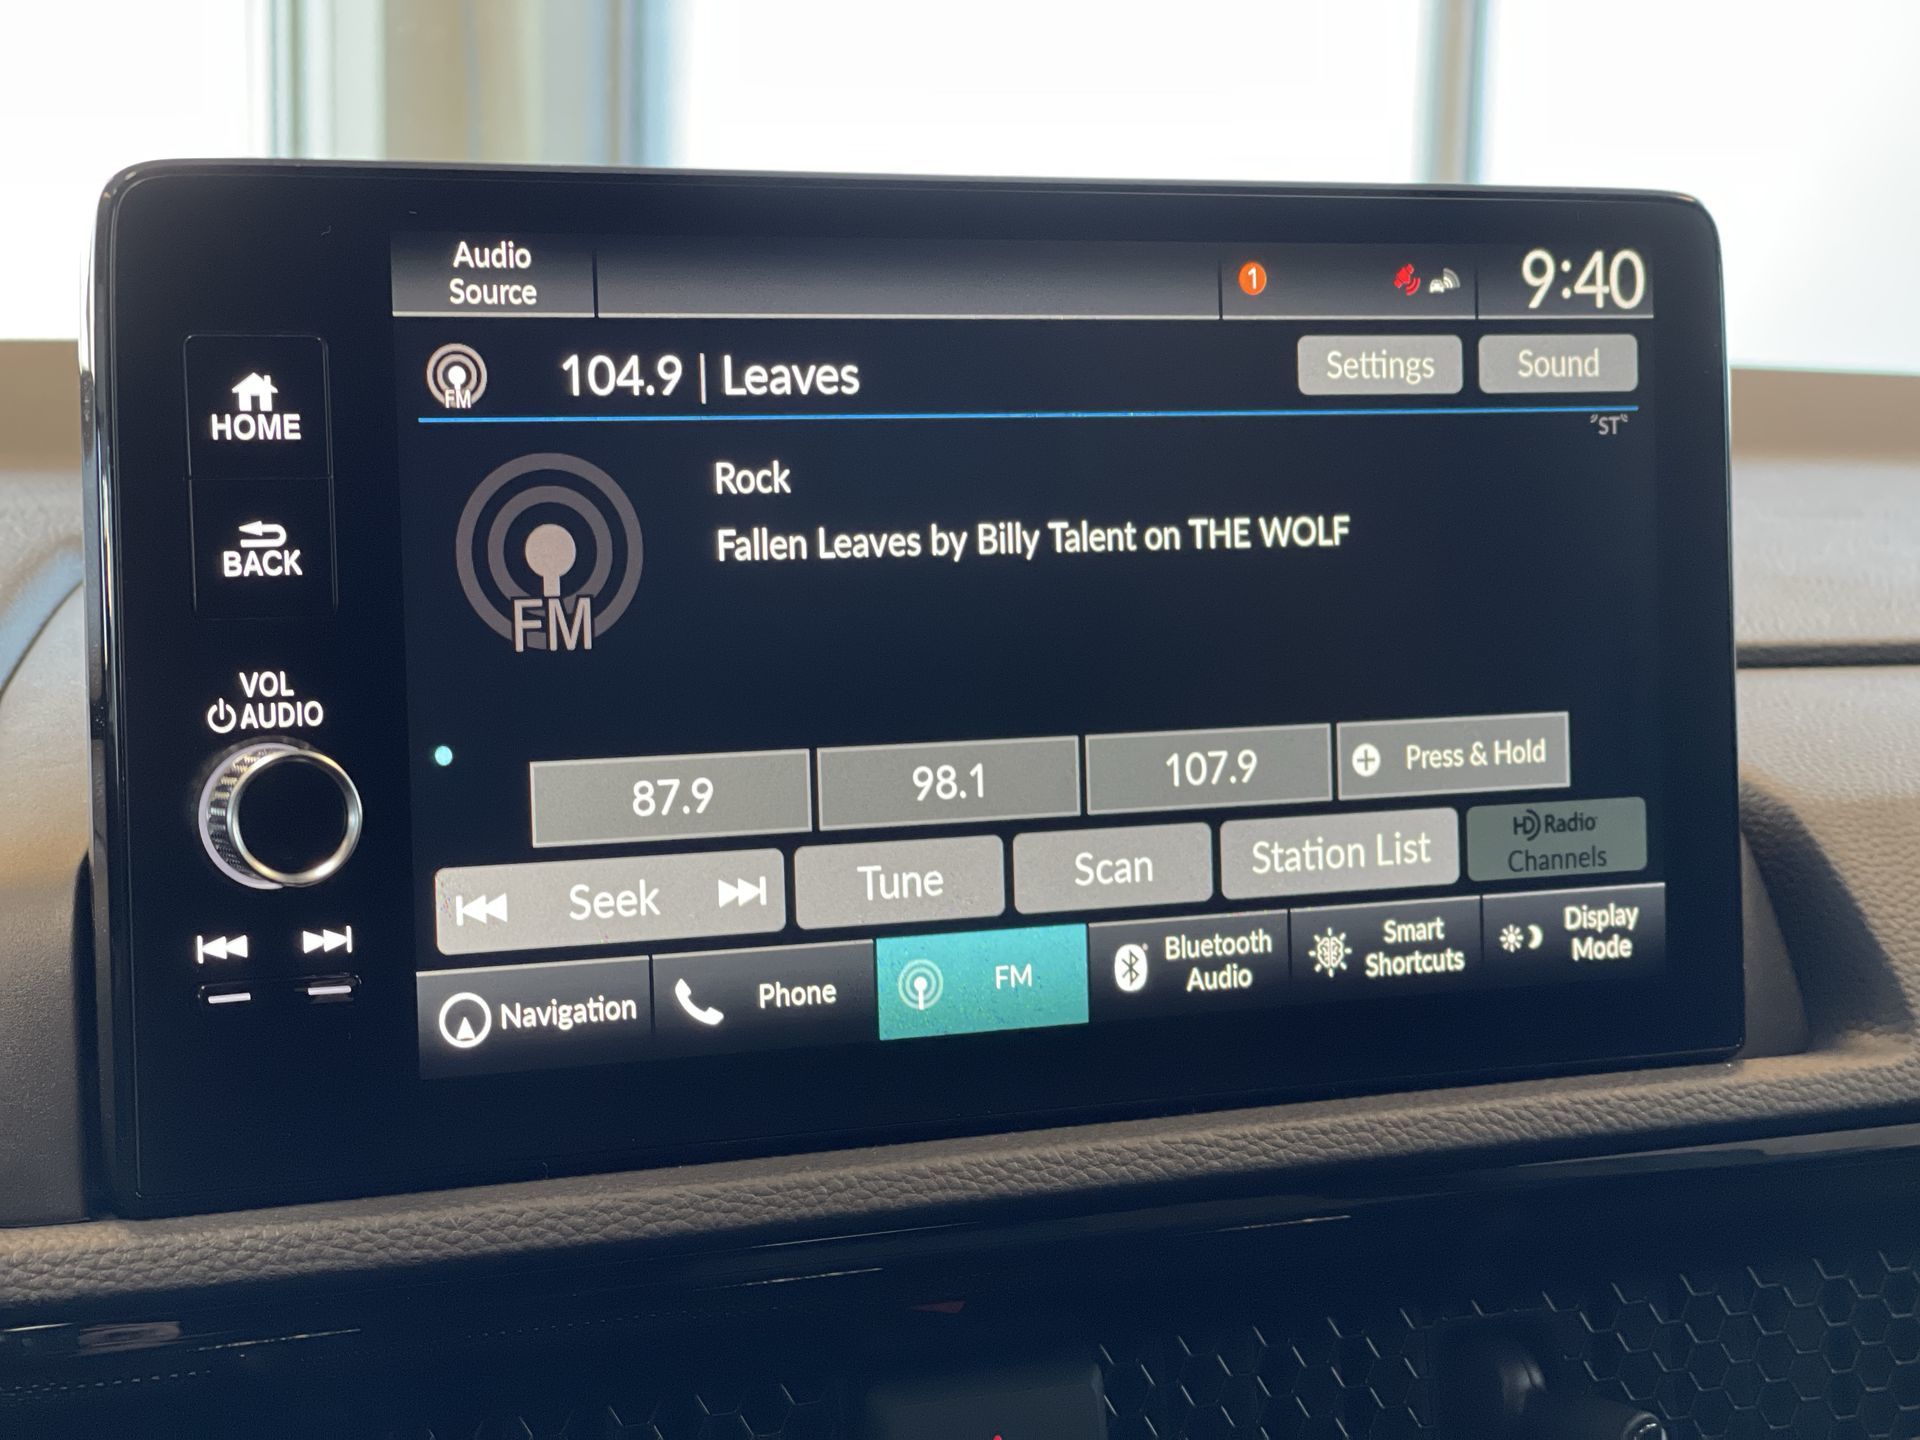 Audio
Source
1
9:40
FM
104.9 | Leaves
Settings
Sound
"ST"
HOME
BACK
VOL
AUDIO
FM
Rock
Fallen Leaves by Billy Talent on THE WOLF
87.9
98.1
107.9
+ Press & Hold
Seek
Tune
Scan
Station List
HD Radio
Channels
Navigation
Phone
FM
Bluetooth
Audio
Smart
Shortcuts
Display
Mode